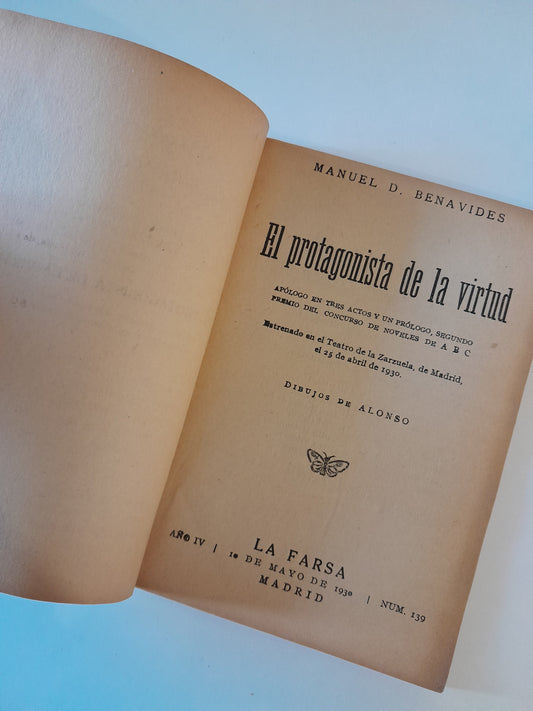 MANUEL D. BENAVIDES
El protagonista de la virtud
APÓLOGO EN TRES ACTOS Y UN PRÓLOGO, SEGUNDO
PREMIO DEL CONCURSO DE NOVELES DE A B C
Estrenado en el Teatro de la Zarzuela, de Madrid,
el 25 de abril de 1930.
DIBUJOS DE ALONSO
LA FARSA
AÑO IV | 10 DE MAYO DE 1930 | NUM. 139
MADRID